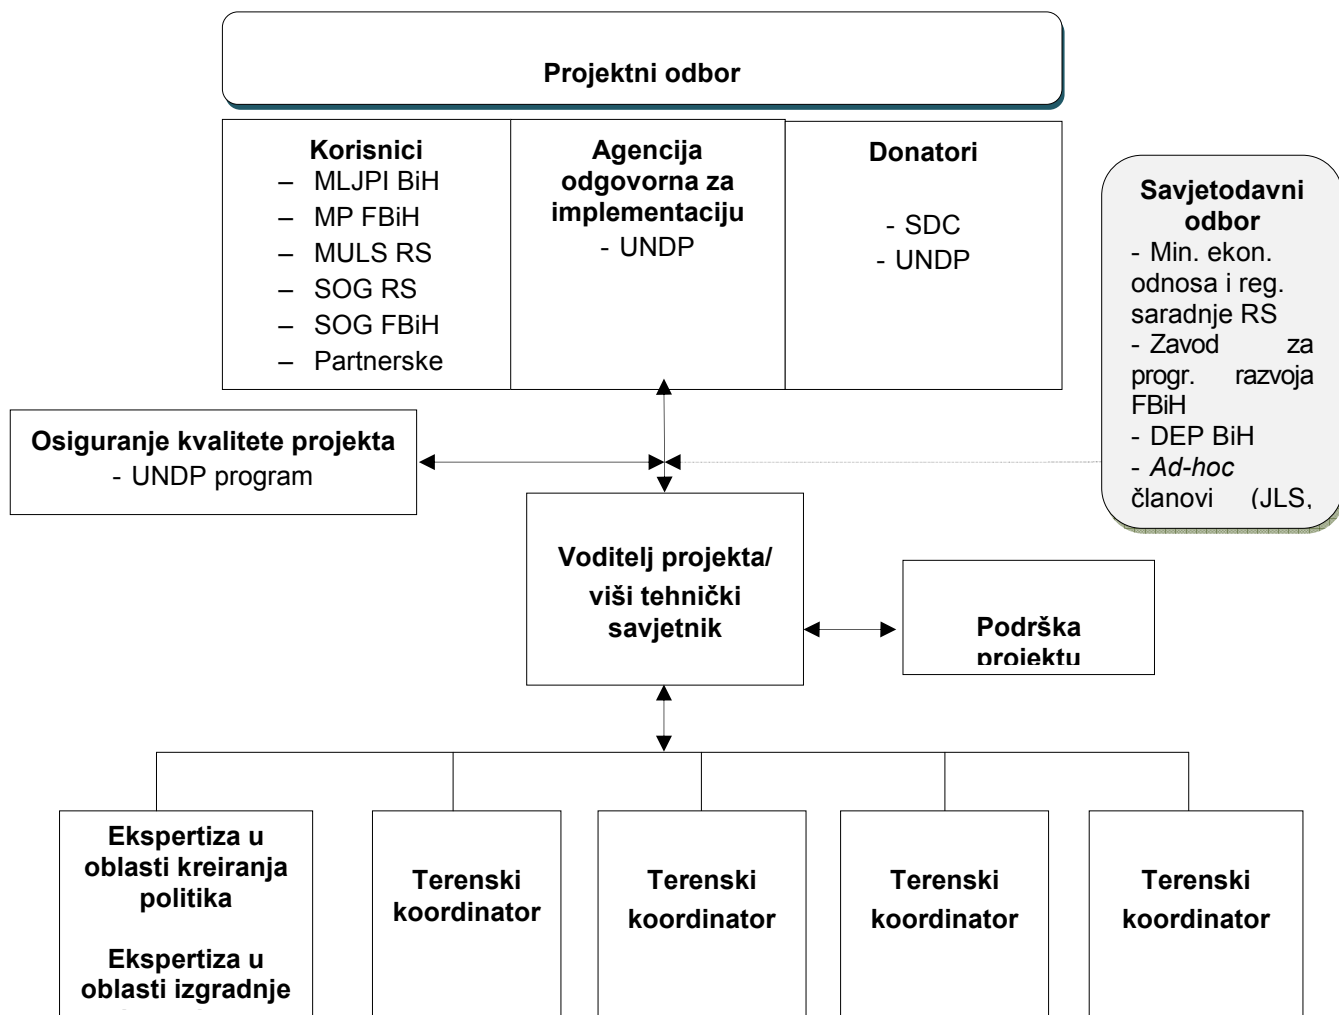 Projektni odbor
Korisnici
– MLJPI BiH
– MP FBiH
– MULS RS
– SOG RS
– SOG FBiH
– Partnerske
Agencija
odgovorna za
implementaciju
- UNDP
Donatori
- SDC
- UNDP
Savjetodavni
odbor
- Min. ekon.
odnosa i reg.
saradnje RS
- Zavod za
progr. razvoja
FBiH
- DEP BiH
- Ad-hoc
članovi (JLS,
Osiguranje kvalitete projekta
- UNDP program
Voditelj projekta/
viši tehnički
savjetnik
Podrška
projektu
Ekspertiza u
oblasti kreiranja
politika
Ekspertiza u
oblasti izgradnje
Terenski
koordinator
Terenski
koordinator
Terenski
koordinator
Terenski
koordinator